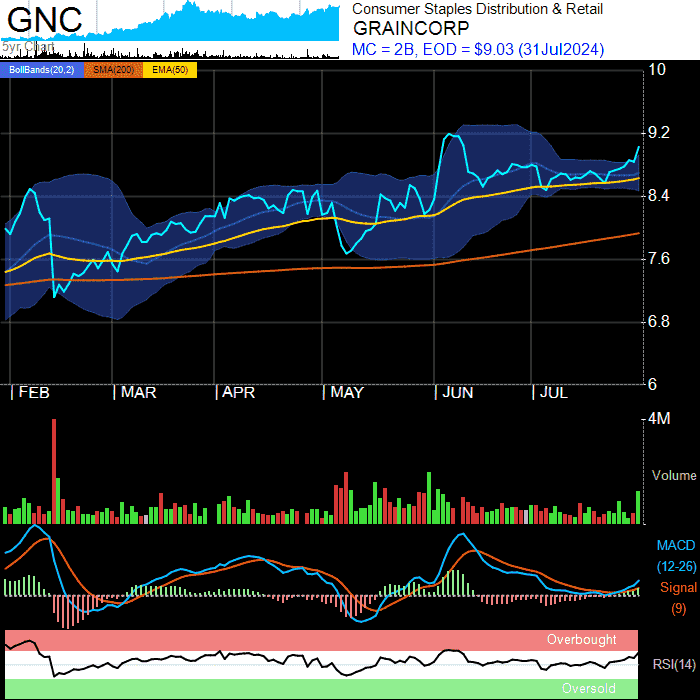 GNC
5yr Chart
Consumer Staples Distribution & Retail
GRAINCORP
MC = 2B, EOD = $9.03 (31Jul2024)
BollBands(20,2) SMA(200) EMA(50)
10
9.2
8.4
7.6
6.8
6
FEB MAR APR MAY JUN JUL
4M
Volume
MACD
(12-26)
Signal
(9)
Overbought
RSI(14)
Oversold